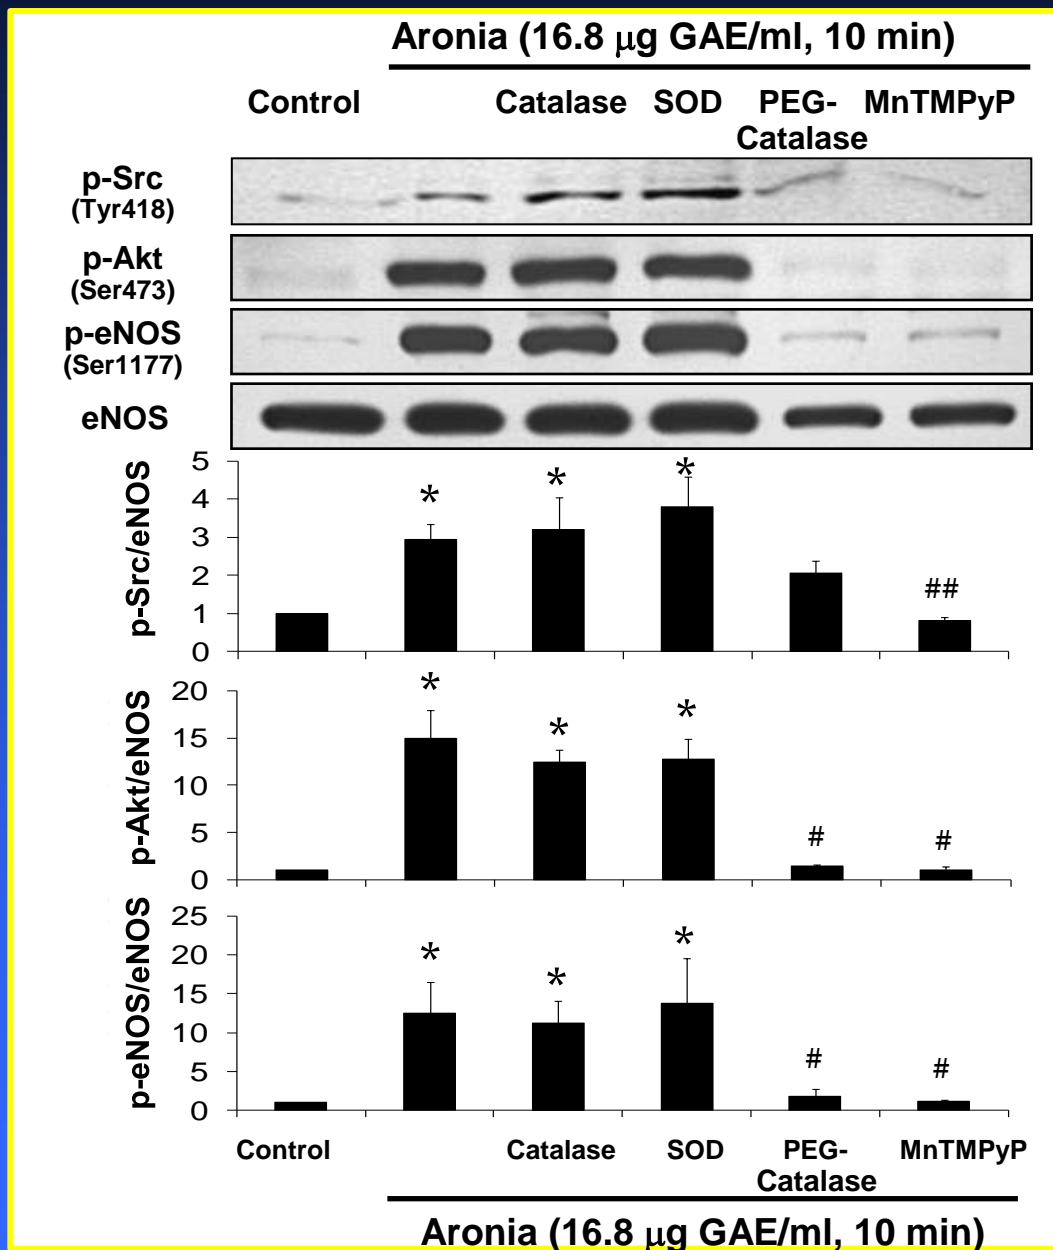 Aronia (16.8 μg GAE/ml, 10 min)
Control Catalase SOD PEG- MnTMPyP
Catalase
p-Src
(Tyr418)
p-Akt
(Ser473)
p-eNOS
(Ser1177)
eNOS
p-Src/eNOS
5
4
3
2
1
0
* * * ##
p-Akt/eNOS
20
15
10
5
0
* * * # #
p-eNOS/eNOS
25
20
15
10
5
0
* * * # #
Control Catalase SOD PEG- MnTMPyP
Catalase
Aronia (16.8 μg GAE/ml, 10 min)